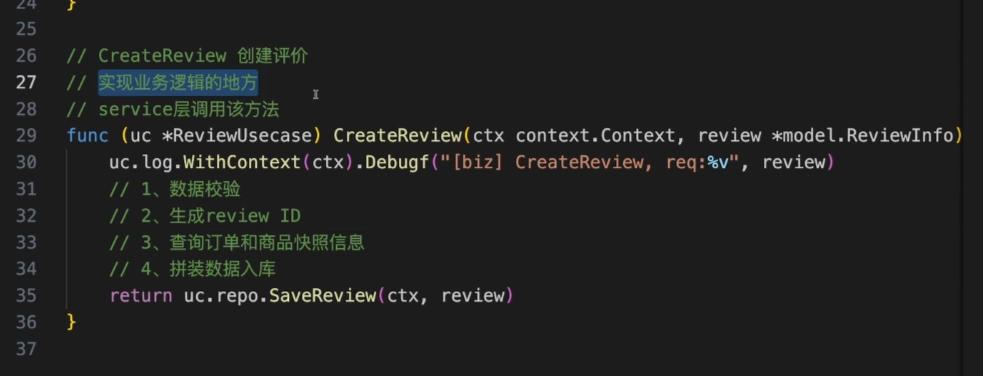 24 }
25
26 // CreateReview 创建评价
27 // 实现业务逻辑的地方
28 // service层调用该方法
29 func (uc *ReviewUsecase) CreateReview(ctx context.Context, review *model.ReviewInfo)
30 uc.log.WithContext(ctx).Debugf("[biz] CreateReview, req:%v", review)
31 // 1、数据校验
32 // 2、生成review ID
33 // 3、查询订单和商品快照信息
34 // 4、拼装数据入库
35 return uc.repo.SaveReview(ctx, review)
36 }
37